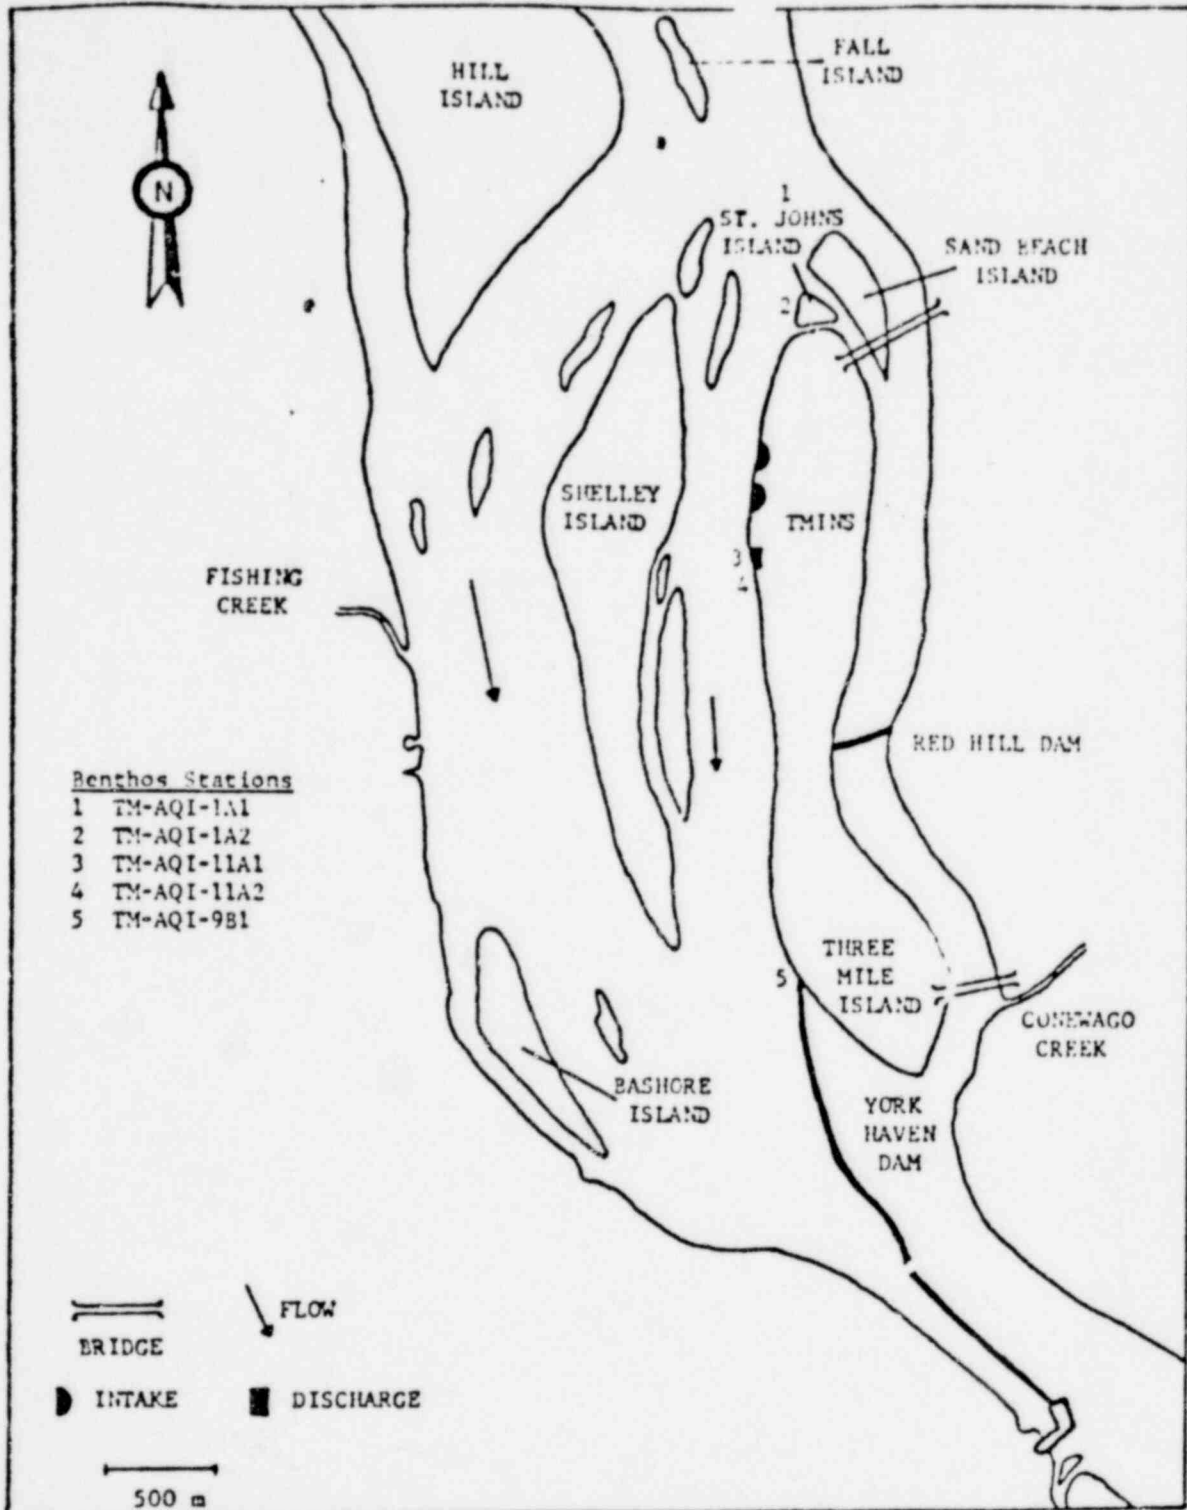 HILL
ISLAND
FALL
ISLAND
N
1
ST. JOHNS
ISLAND
SAND BEACH
ISLAND
2
SHELLEY
ISLAND
TMINS
3
4
FISHING
CREEK
RED HILL DAM
Benthos Stations
1 TM-AQI-1A1
2 TM-AQI-1A2
3 TM-AQI-11A1
4 TM-AQI-11A2
5 TM-AQI-9B1
5
THREE
MILE
ISLAND
CONEWAGO
CREEK
BASHORE
ISLAND
YORK
HAVEN
DAM
FLOW
BRIDGE
INTAKE
DISCHARGE
500 m